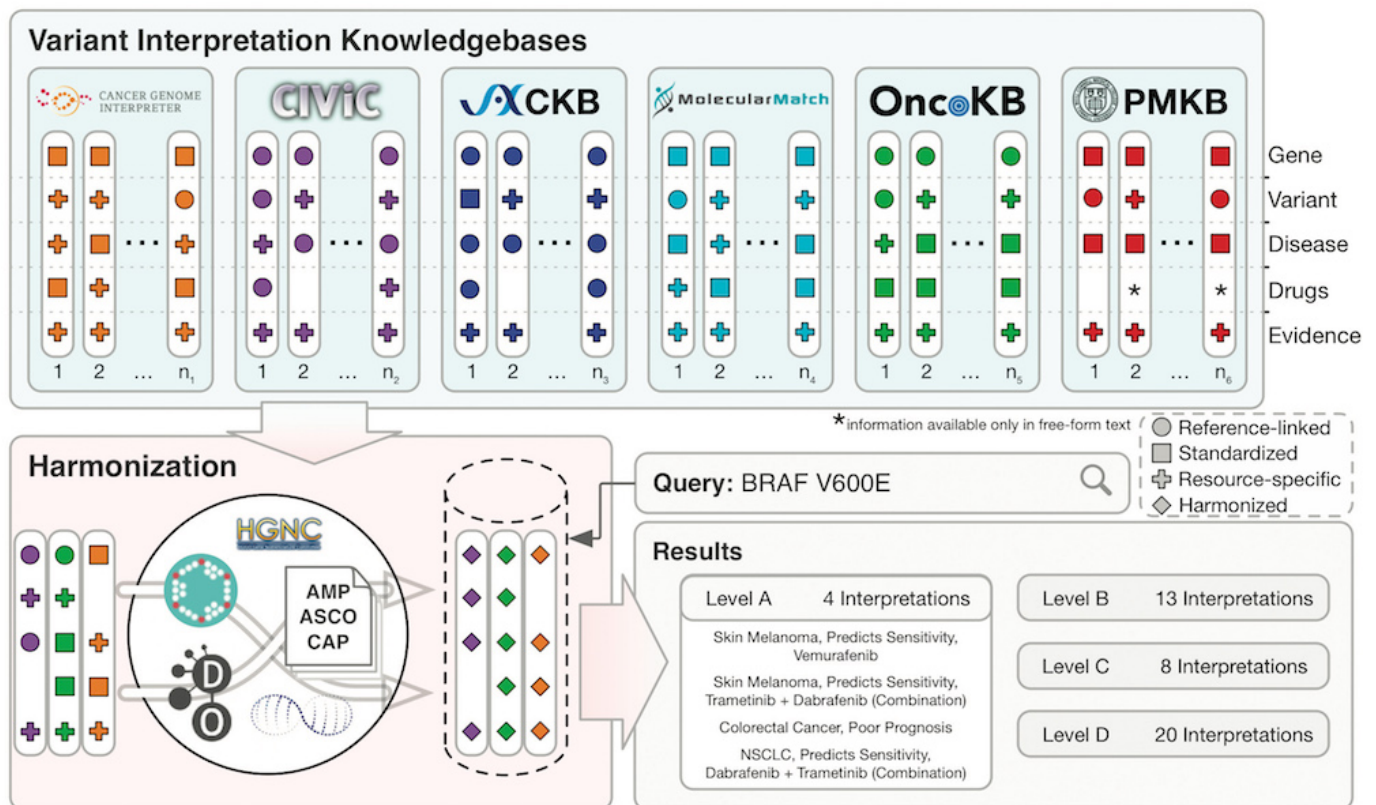 Variant Interpretation Knowledgebases
CANCER GENOME
INTERPRETER
CIViC
JAX CKB
MolecularMatch
OncoKB
PMKB
Gene
Variant
Disease
Drugs
Evidence
1 2 ... n1
1 2 ... n2
1 2 ... n3
1 2 ... n4
1 2 ... n5
1 2 ... n6
*information available only in free-form text
Reference-linked
Standardized
Resource-specific
Harmonized
Harmonization
HGNC
AMP
ASCO
CAP
D
O
Query: BRAF V600E
Results
Level A 4 Interpretations
Skin Melanoma, Predicts Sensitivity,
Vemurafenib
Skin Melanoma, Predicts Sensitivity,
Trametinib + Dabrafenib (Combination)
Colorectal Cancer, Poor Prognosis
NSCLC, Predicts Sensitivity,
Dabrafenib + Trametinib (Combination)
Level B 13 Interpretations
Level C 8 Interpretations
Level D 20 Interpretations